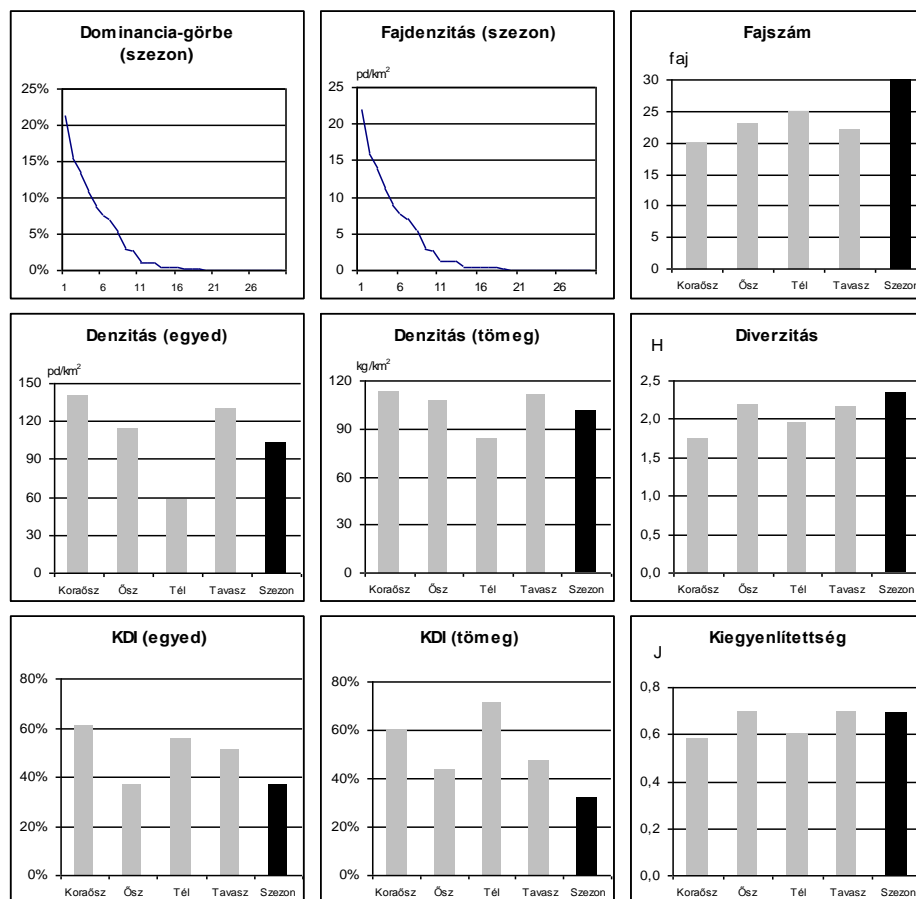 Dominancia-görbe
(szezon)
25%
20%
15%
10%
5%
0%
1 6 11 16 21 26
Fajdenzitás (szezon)
pd/km²
25
20
15
10
5
0
1 6 11 16 21 26
Fajszám
faj
30
25
20
15
10
5
0
Koraősz Ősz Tél Tavasz Szezon
Denzitás (egyed)
pd/km²
150
120
90
60
30
0
Koraősz Ősz Tél Tavasz Szezon
Denzitás (tömeg)
kg/km²
120
90
60
30
0
Koraősz Ősz Tél Tavasz Szezon
Diverzitás
H
2,5
2,0
1,5
1,0
0,5
0,0
Koraősz Ősz Tél Tavasz Szezon
KDI (egyed)
80%
60%
40%
20%
0%
Koraősz Ősz Tél Tavasz Szezon
KDI (tömeg)
80%
60%
40%
20%
0%
Koraősz Ősz Tél Tavasz Szezon
Kiegyenlítettség
J
0,8
0,6
0,4
0,2
0,0
Koraősz Ősz Tél Tavasz Szezon